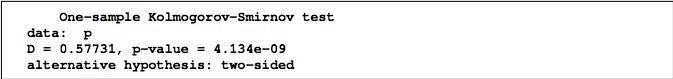 One-sample Kolmogorov-Smirnov test
data:  p
D = 0.57731, p-value = 4.134e-09
alternative hypothesis: two-sided